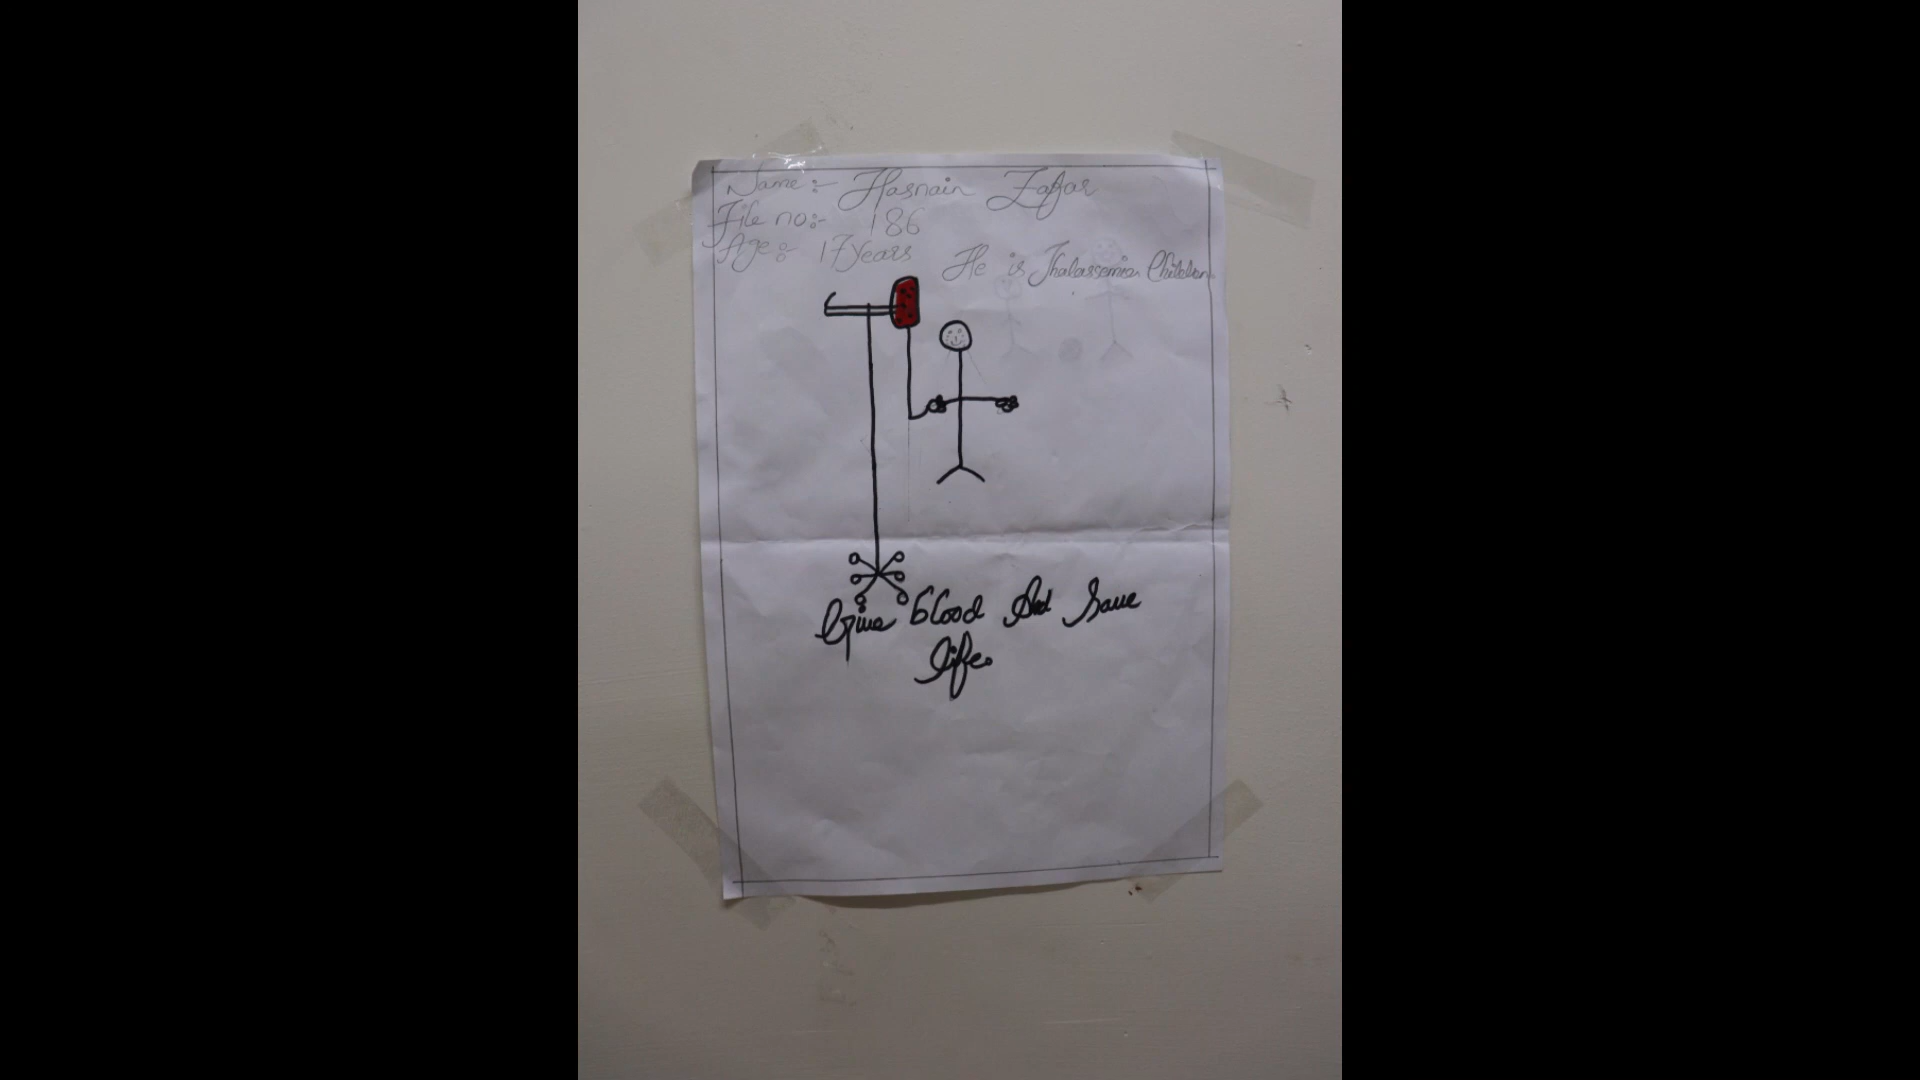 Name:- Hasnain Zafar
File no:- 186
Age:- 17 years He is Thalassemia Children
Give blood And Save
life.